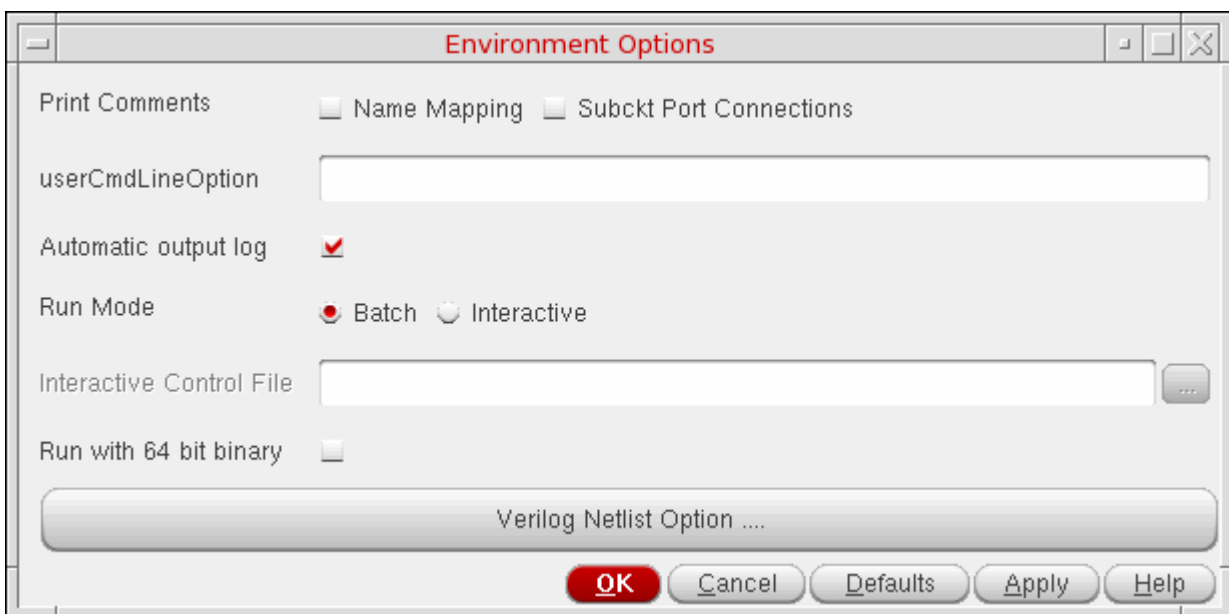 Environment Options
Print Comments Name Mapping Subckt Port Connections
userCmdLineOption
Automatic output log
Run Mode Batch Interactive
Interactive Control File ...
Run with 64 bit binary
Verilog Netlist Option ....
OK Cancel Defaults Apply Help